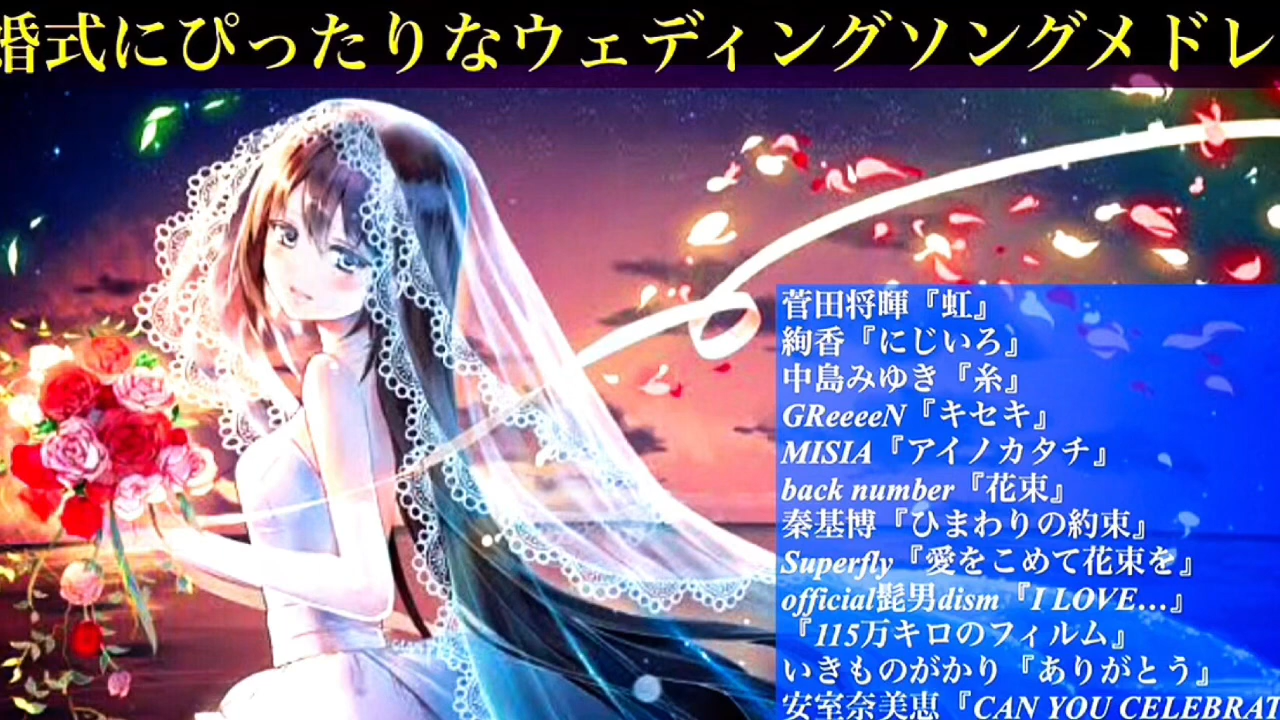 婚式にぴったりなウェディングソングメドレ
菅田将暉『虹』
絢香『にじいろ』
中島みゆき『糸』
GReeeeN『キセキ』
MISIA『アイノカタチ』
back number『花束』
秦基博『ひまわりの約束』
Superfly『愛をこめて花束を』
official髭男dism『I LOVE...』
『115万キロのフィルム』
いきものがかり『ありがとう』
安室奈美恵『CAN YOU CELEBRAT